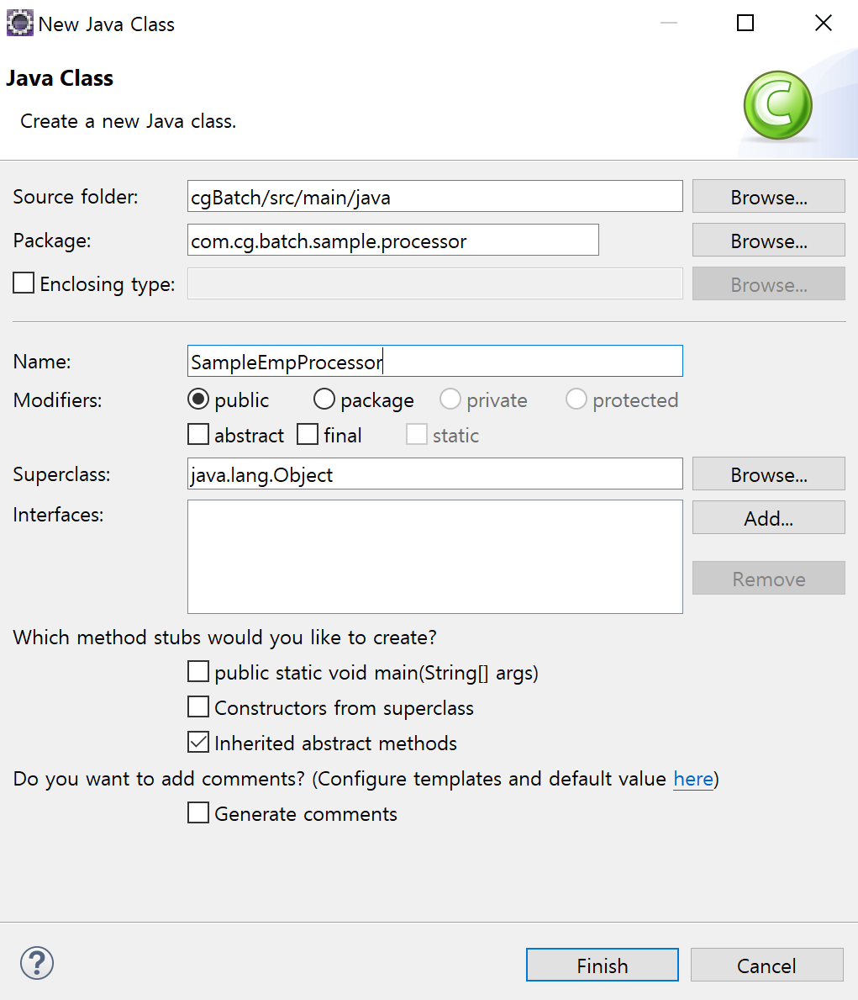 New Java Class
Java Class
Create a new Java class.
C
Source folder: cgBatch/src/main/java Browse...
Package: com.cg.batch.sample.processor Browse...
Enclosing type: Browse...
Name: SampleEmpProcessor
Modifiers: public package private protected
abstract final static
Superclass: java.lang.Object Browse...
Interfaces: Add...
Remove
Which method stubs would you like to create?
public static void main(String[] args)
Constructors from superclass
Inherited abstract methods
Do you want to add comments? (Configure templates and default value here)
Generate comments
? Finish Cancel